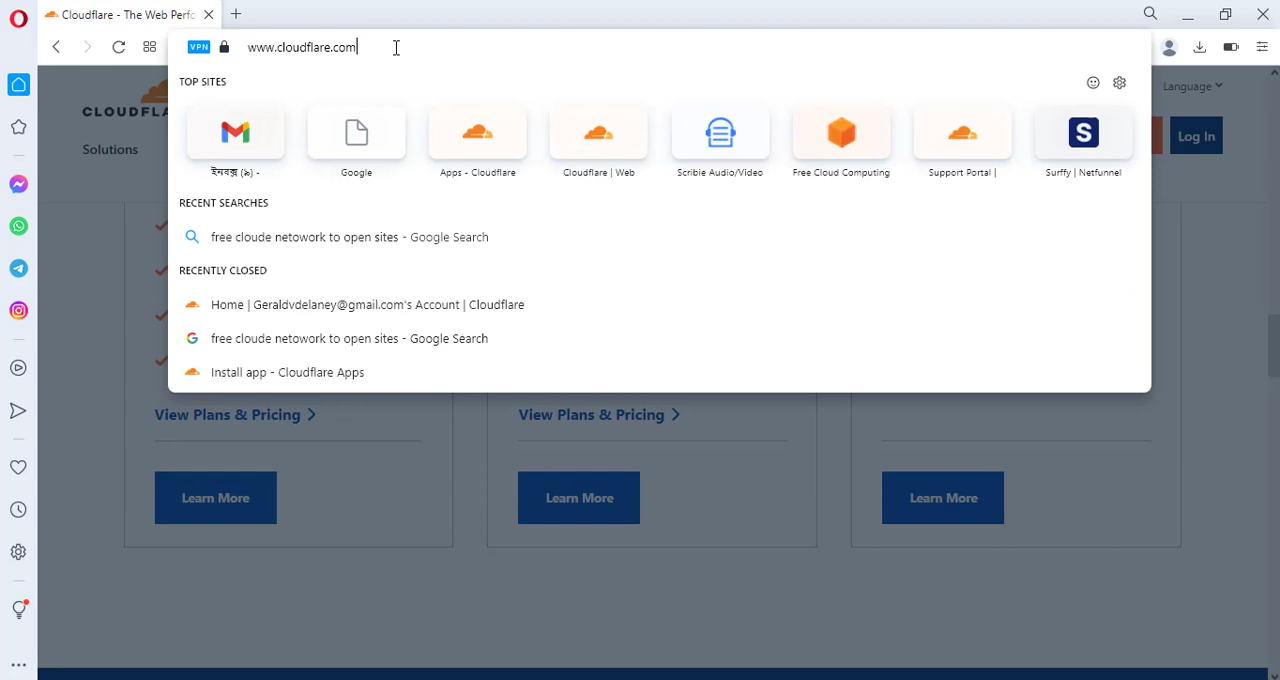 Cloudflare - The Web Perfo
VPN www.cloudflare.com
TOP SITES
Language
CLOUDFLA
Log In
Solutions
ইনবক্স (৯) -
Google
Apps - Cloudflare
Cloudflare | Web
Scribie Audio/Video
Free Cloud Computing
Support Portal |
S
Surffy | Netfunnel
RECENT SEARCHES
free cloude netowork to open sites - Google Search
RECENTLY CLOSED
Home | Geraldvdelaney@gmail.com's Account | Cloudflare
free cloude netowork to open sites - Google Search
Install app - Cloudflare Apps
View Plans & Pricing
View Plans & Pricing
Learn More
Learn More
Learn More